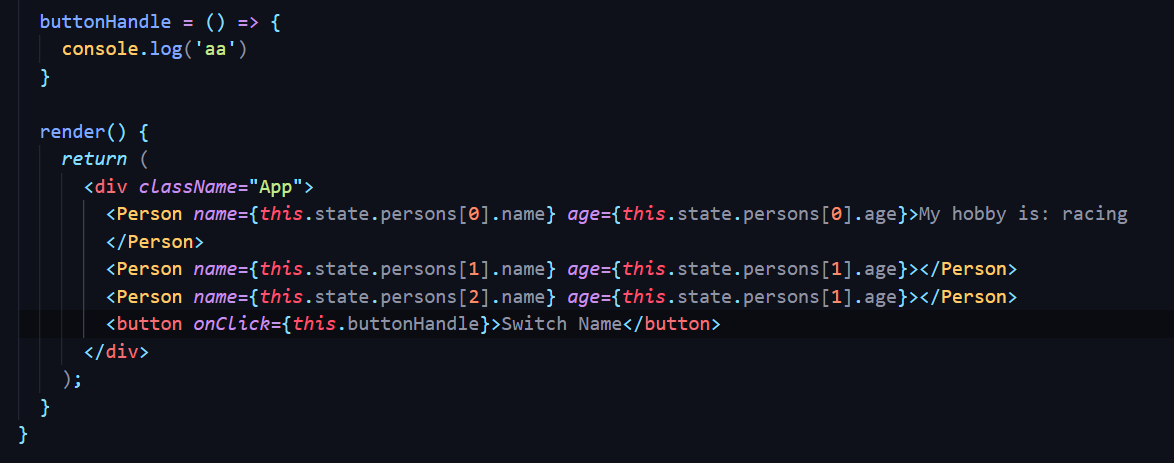 buttonHandle = () => {
console.log('aa')
}
render() {
return (
<div className="App">
<Person name={this.state.persons[0].name} age={this.state.persons[0].age}>My hobby is: racing
</Person>
<Person name={this.state.persons[1].name} age={this.state.persons[1].age}></Person>
<Person name={this.state.persons[2].name} age={this.state.persons[1].age}></Person>
<button onClick={this.buttonHandle}>Switch Name</button>
</div>
);
}
}